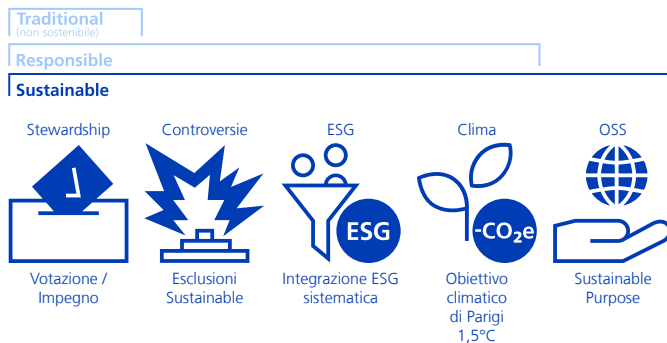 Traditional
(non sostenibile)
Responsible
Sustainable
Stewardship
Controversie
ESG
Clima
OSS
ESG
-CO₂e
Votazione /
Impegno
Esclusioni
Sustainable
Integrazione ESG
sistematica
Obiettivo
climatico
di Parigi
1,5°C
Sustainable
Purpose